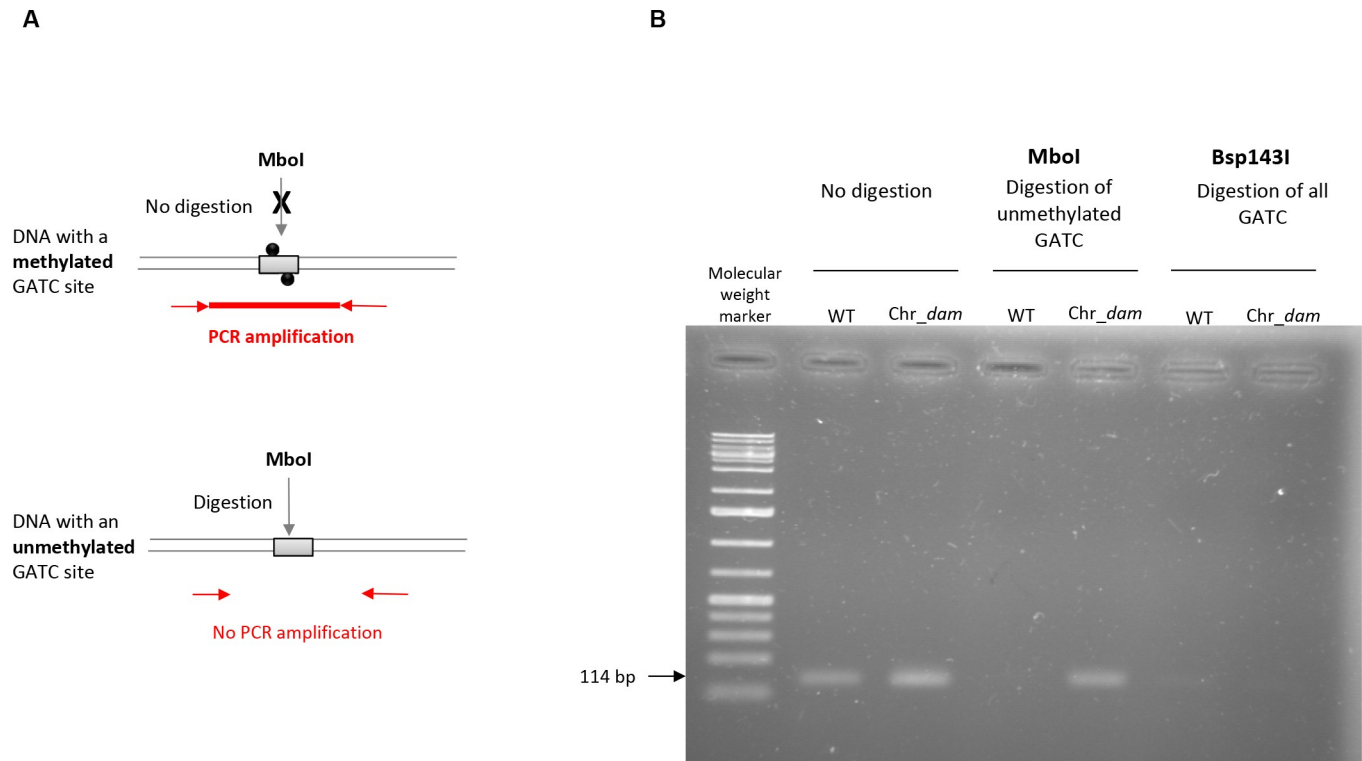 A
MboI
No digestion
X
DNA with a
methylated
GATC site
PCR amplification
MboI
Digestion
DNA with an
unmethylated
GATC site
No PCR amplification
B
MboI
Bsp143I
No digestion
Digestion of
unmethylated
GATC
Digestion of all
GATC
Molecular
weight
marker
WT
Chr_dam
WT
Chr_dam
WT
Chr_dam
114 bp